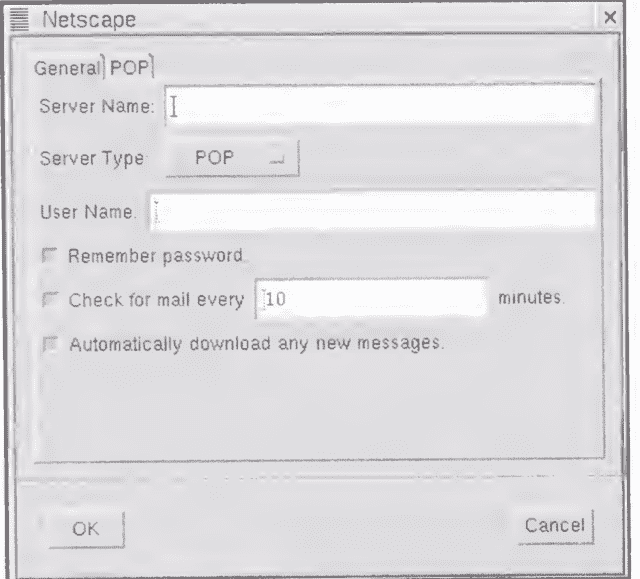 Netscape
General POP
Server Name:
Server Type POP
User Name.
Remember password.
Check for mail every 10 minutes.
Automatically download any new messages.
OK Cancel